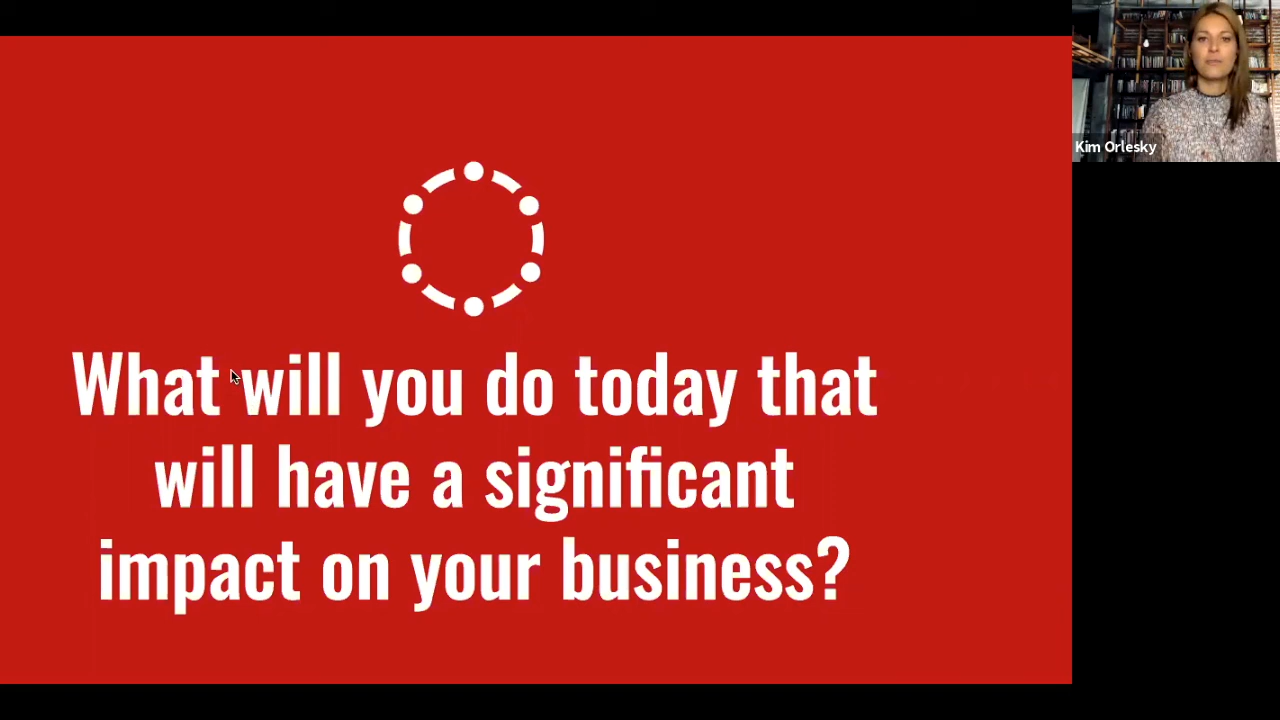 Kim Orlesky
What will you do today that
will have a significant
impact on your business?